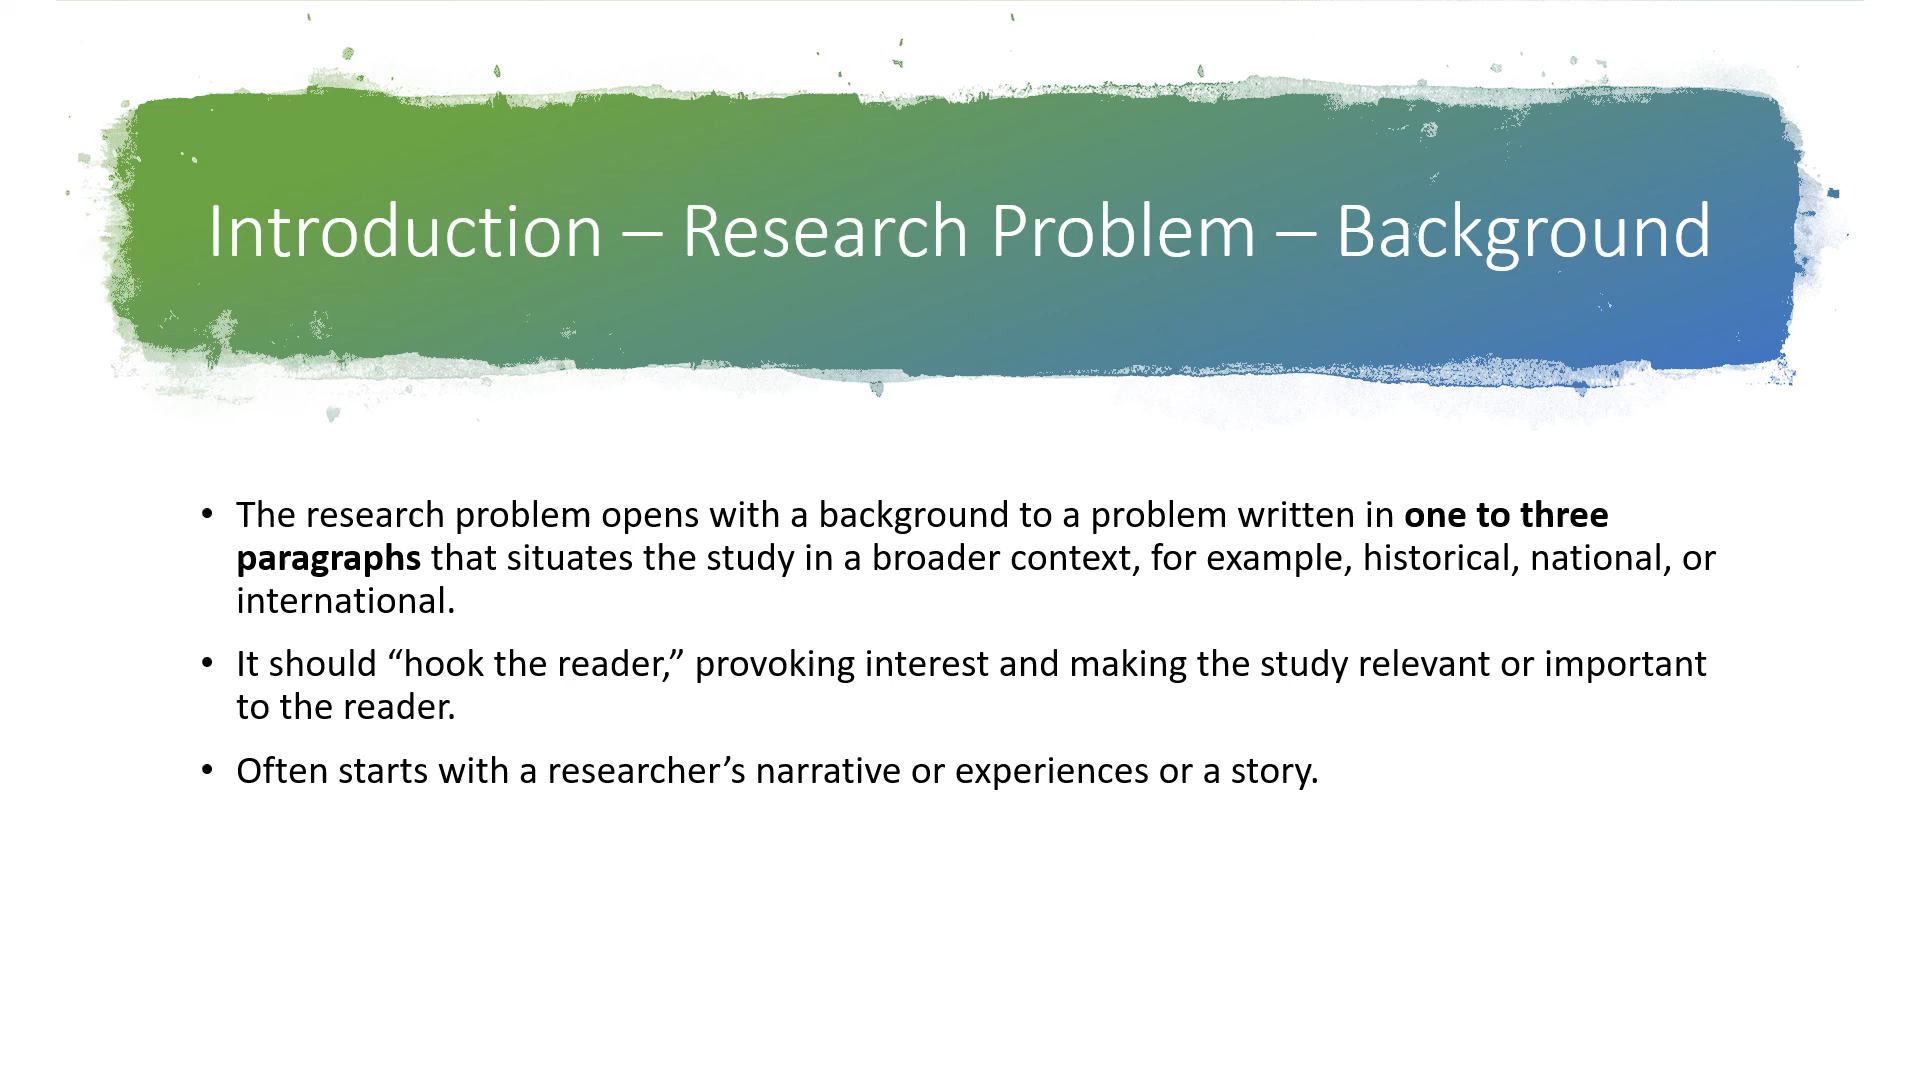 Introduction – Research Problem – Background
• The research problem opens with a background to a problem written in one to three
paragraphs that situates the study in a broader context, for example, historical, national, or
international.
• It should “hook the reader,” provoking interest and making the study relevant or important
to the reader.
• Often starts with a researcher’s narrative or experiences or a story.